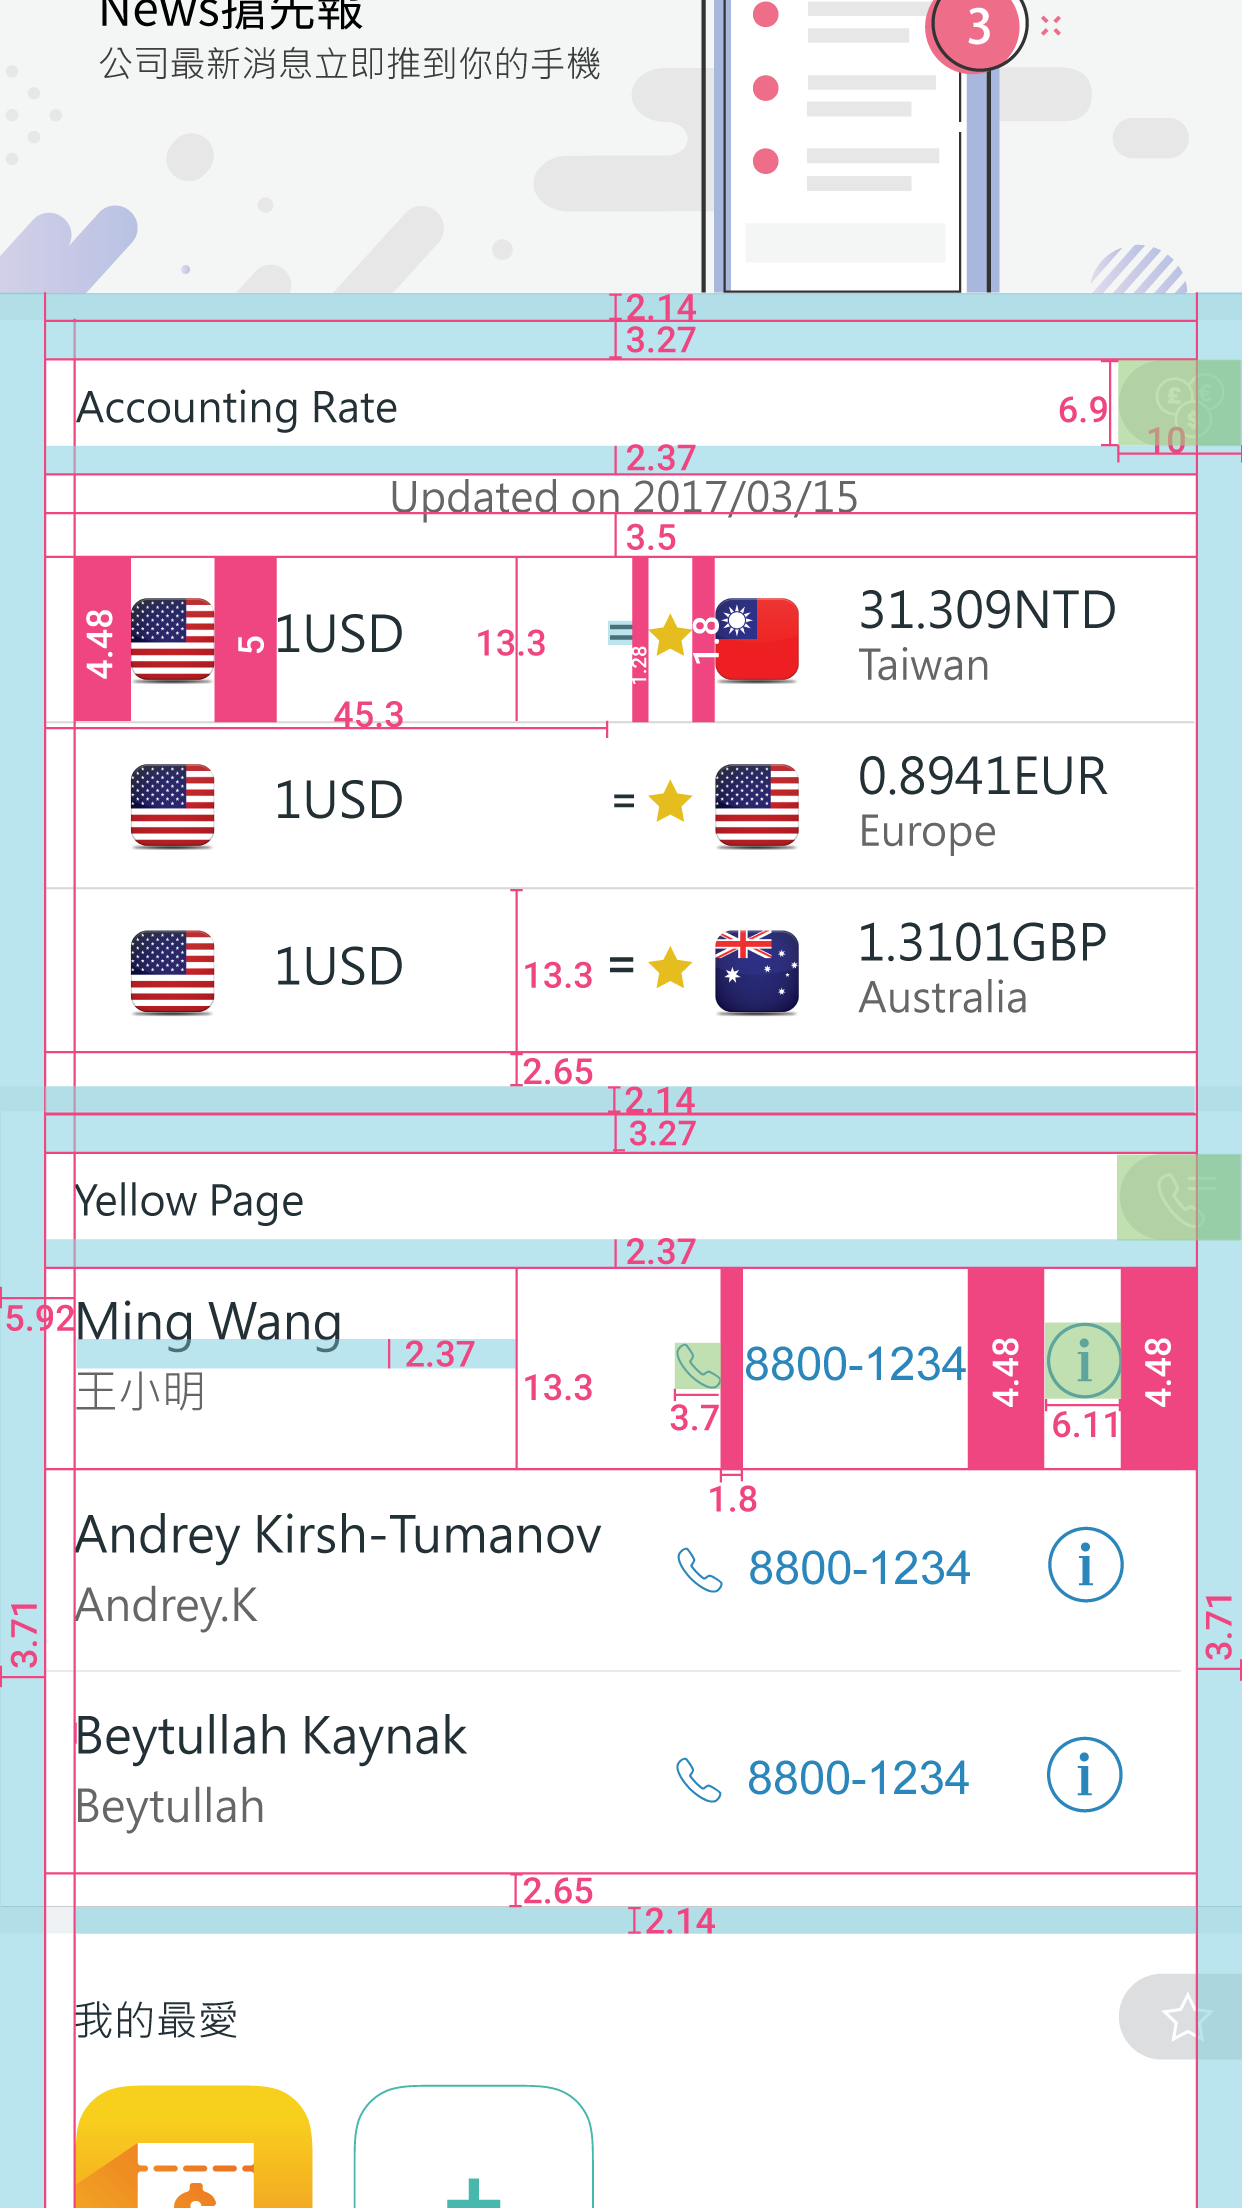 News搶先報
公司最新消息立即推到你的手機
3
2.14
3.27
Accounting Rate
6.9
10
2.37
Updated on 2017/03/15
3.5
4.48
5
1USD
13.3
=
1.28
1.8
31.309NTD
Taiwan
45.3
1USD
=
0.8941EUR
Europe
1USD
13.3
=
1.3101GBP
Australia
2.65
2.14
3.27
Yellow Page
2.37
5.92
Ming Wang
2.37
王小明
13.3
3.7
8800-1234
4.48
i
6.11
4.48
1.8
Andrey Kirsh-Tumanov
Andrey.K
8800-1234
i
3.71
3.71
Beytullah Kaynak
Beytullah
8800-1234
i
2.65
2.14
我的最愛